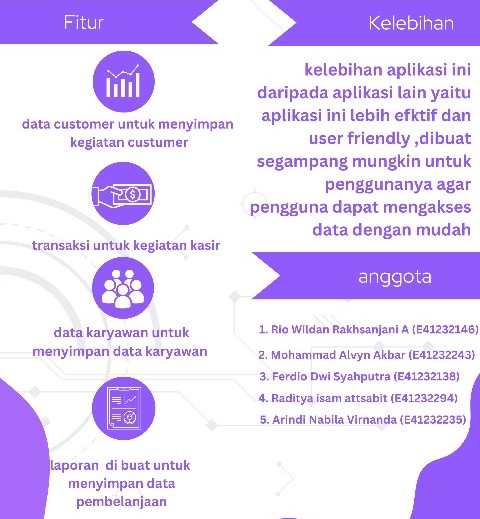 Fitur
data customer untuk menyimpan
kegiatan custumer
transaksi untuk kegiatan kasir
data karyawan untuk
menyimpan data karyawan
laporan di buat untuk
menyimpan data
pembelanjaan
Kelebihan
kelebihan aplikasi ini
daripada aplikasi lain yaitu
aplikasi ini lebih efktif dan
user friendly ,dibuat
segampang mungkin untuk
penggunanya agar
pengguna dapat mengakses
data dengan mudah
anggota
1. Rio Wildan Rakhsanjani A (E41232146)
2. Mohammad Alvyn Akbar (E41232243)
3. Ferdio Dwi Syahputra (E41232138)
4. Raditya isam attsabit (E41232294)
5. Arindi Nabila Virnanda (E41232235)